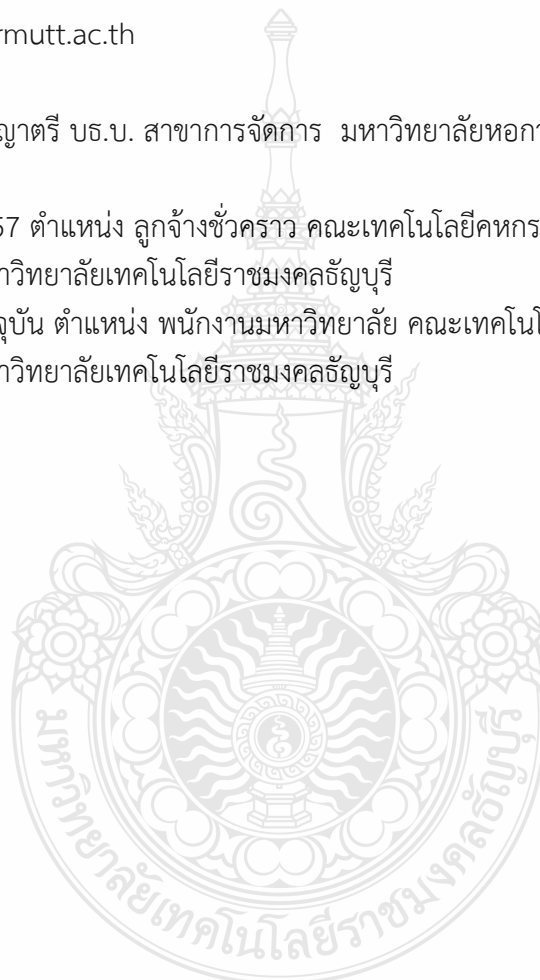 rmutt.ac.th
ญาตรี บธ.บ. สาขาการจัดการ มหาวิทยาลัยหอกา
57 ตำแหน่ง ลูกจ้างชั่วคราว คณะเทคโนโลยีคหกร
าวิทยาลัยเทคโนโลยีราชมงคลธัญบุรี
จุบัน ตำแหน่ง พนักงานมหาวิทยาลัย คณะเทคโนโ
าวิทยาลัยเทคโนโลยีราชมงคลธัญบุรี
มหาวิทยาลัยเทคโนโลยีราชมงคลธัญบุรี